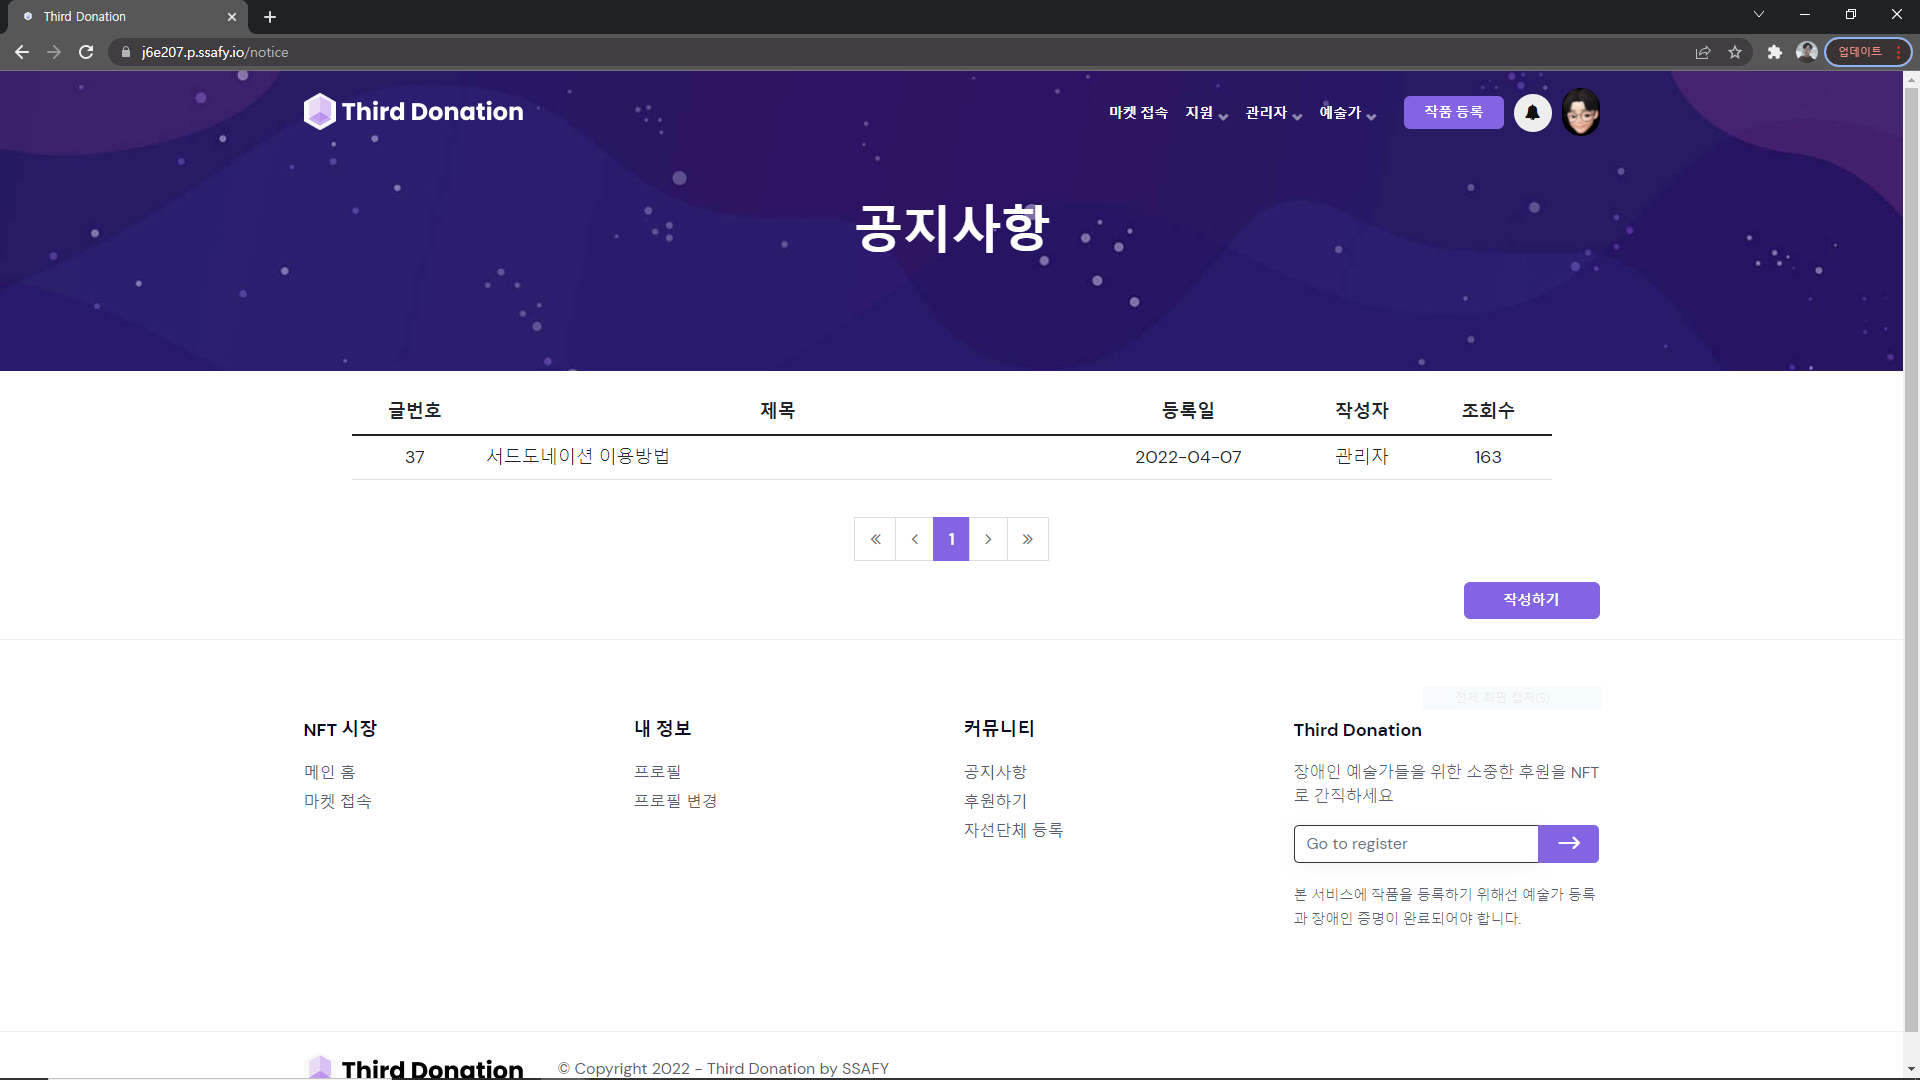 Third Donation
j6e207.p.ssafy.io/notice
업데이트
Third Donation
마켓 접속 지원 관리자 예술가 작품 등록
공지사항
글번호 제목 등록일 작성자 조회수
37 서드도네이션 이용방법 2022-04-07 관리자 163
« ‹ 1 › »
작성하기
전체 화면 캡처(S)
NFT 시장
메인 홈
마켓 접속
내 정보
프로필
프로필 변경
커뮤니티
공지사항
후원하기
자선단체 등록
Third Donation
장애인 예술가들을 위한 소중한 후원을 NFT
로 간직하세요
Go to register
본 서비스에 작품을 등록하기 위해선 예술가 등록
과 장애인 증명이 완료되어야 합니다.
Third Donation
© Copyright 2022 - Third Donation by SSAFY